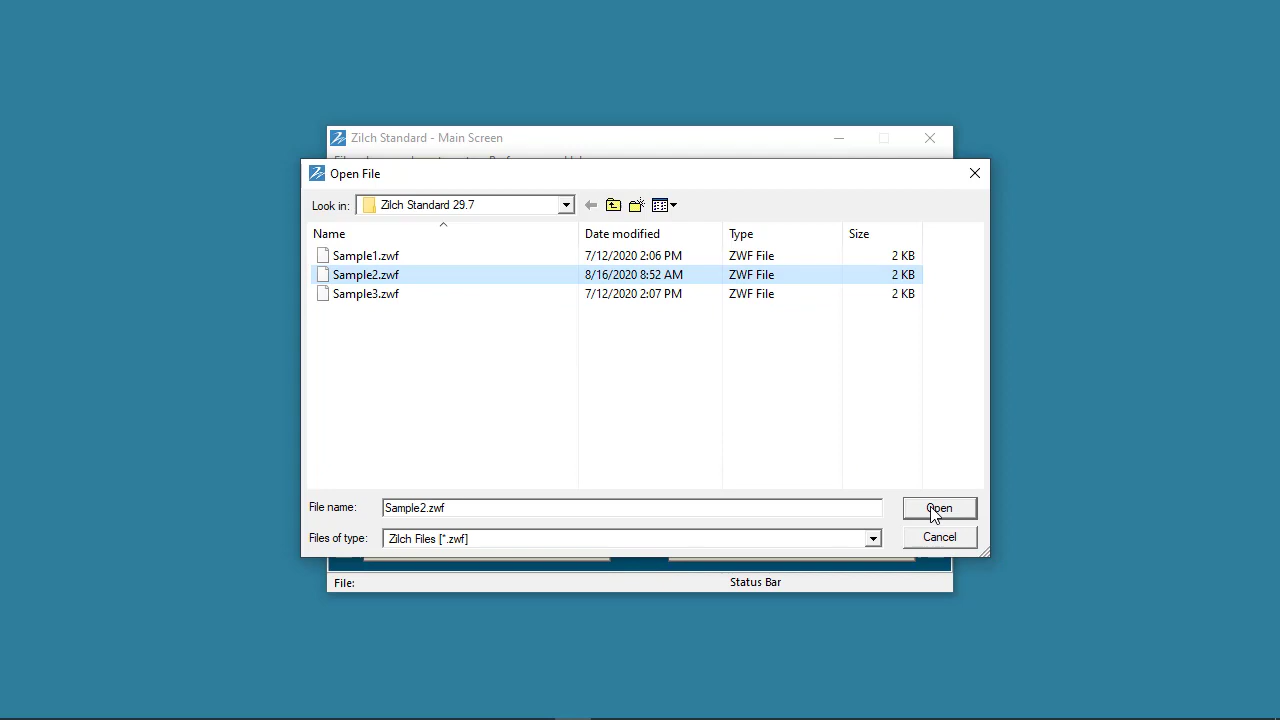 Zilch Standard - Main Screen
Open File
Look in: Zilch Standard 29.7
Name Date modified Type Size
Sample1.zwf 7/12/2020 2:06 PM ZWF File 2 KB
Sample2.zwf 8/16/2020 8:52 AM ZWF File 2 KB
Sample3.zwf 7/12/2020 2:07 PM ZWF File 2 KB
File name: Sample2.zwf Open
Files of type: Zilch Files [*.zwf] Cancel
File: Status Bar